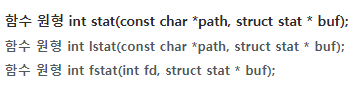 함수 원형 int stat(const char *path, struct stat * buf);
함수 원형 int lstat(const char *path, struct stat * buf);
함수 원형 int fstat(int fd, struct stat * buf);